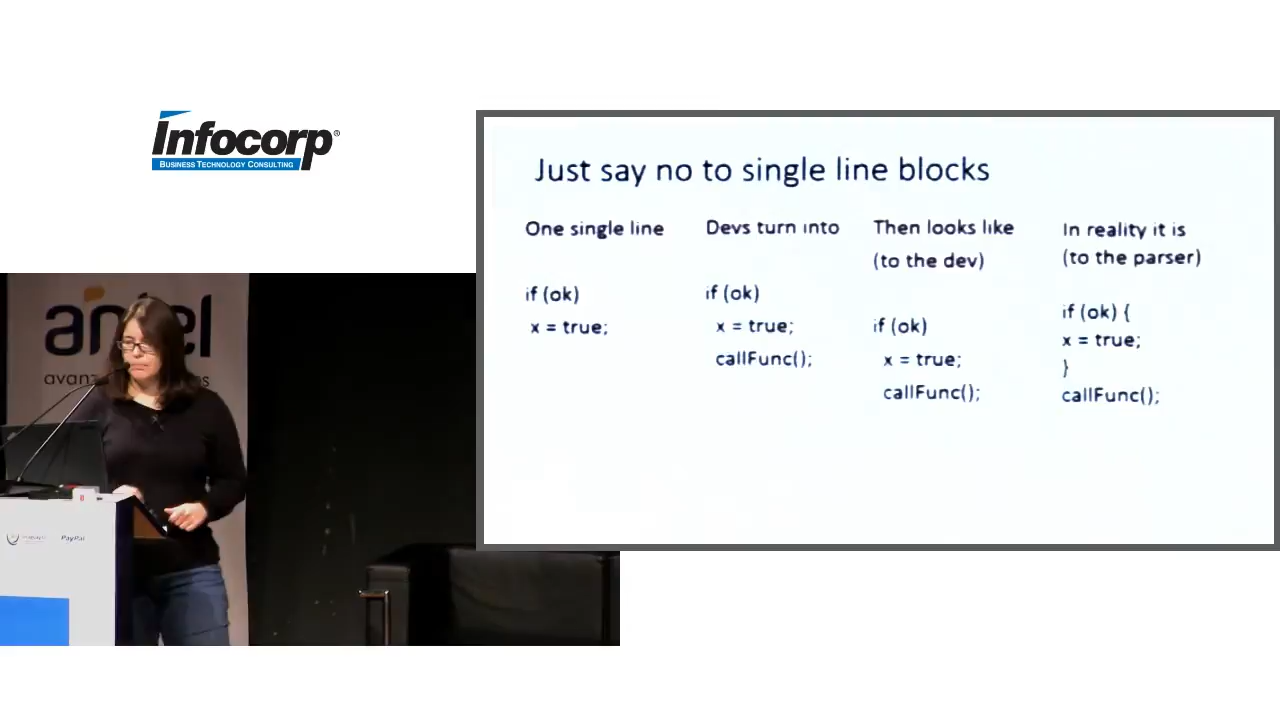 Infocorp®
BUSINESS TECHNOLOGY CONSULTING
Just say no to single line blocks
One single line
if (ok)
x = true;
Devs turn into
if (ok)
x = true;
callFunc();
Then looks like
(to the dev)
if (ok)
x = true;
callFunc();
In reality it is
(to the parser)
if (ok) {
x = true;
}
callFunc();
antel
PayPal